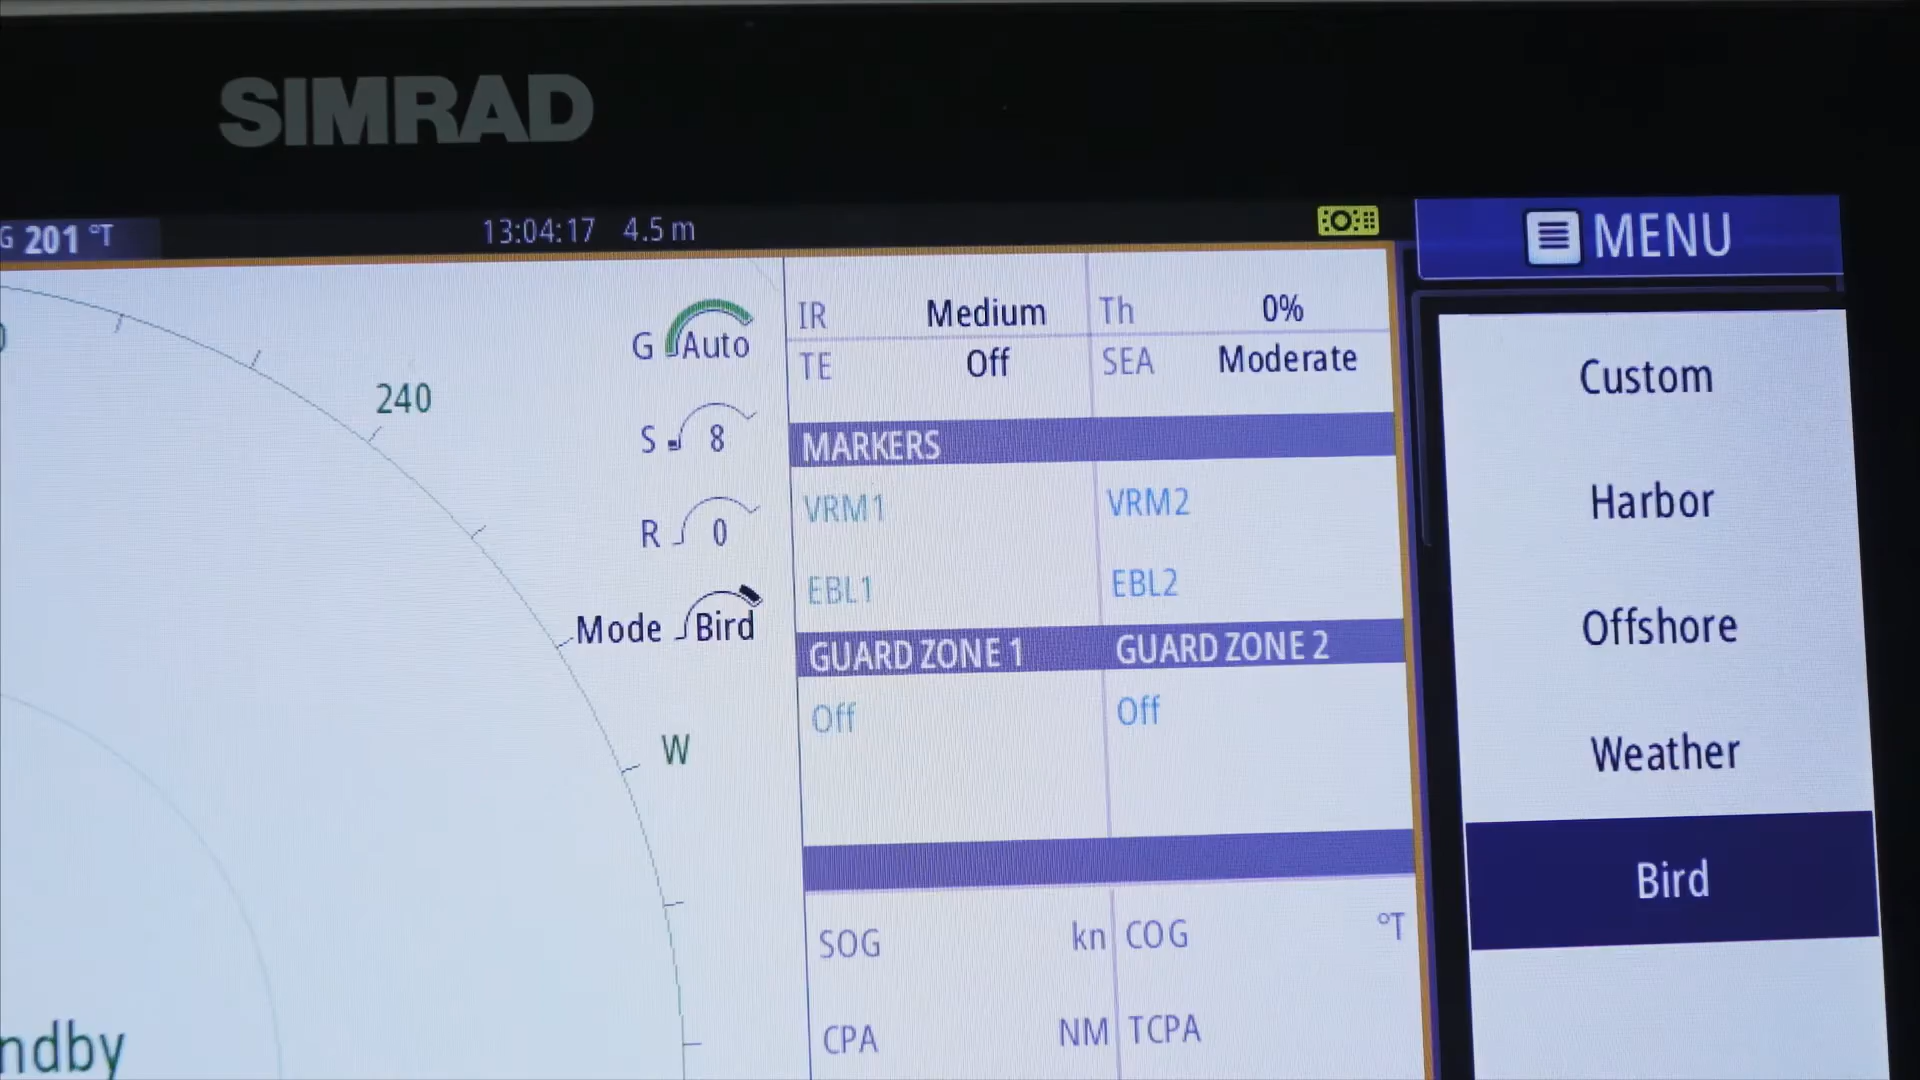 SIMRAD
G 201 °T
13:04:17 4.5 m
MENU
G Auto
S 8
R 0
Mode Bird
240
W
ndby
IR Medium Th 0%
TE Off SEA Moderate
MARKERS
VRM1 VRM2
EBL1 EBL2
GUARD ZONE 1 GUARD ZONE 2
Off Off
SOG kn COG °T
CPA NM TCPA
Custom
Harbor
Offshore
Weather
Bird